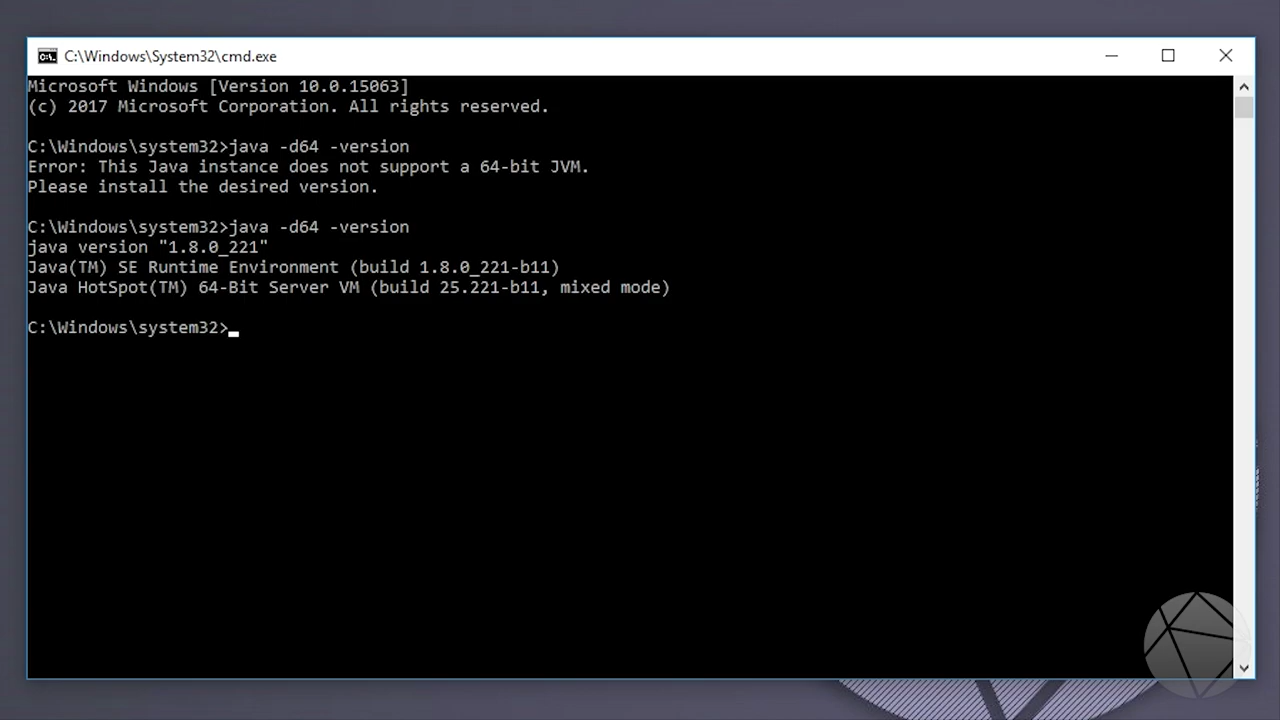 C:\Windows\System32\cmd.exe
Microsoft Windows [Version 10.0.15063]
(c) 2017 Microsoft Corporation. All rights reserved.
C:\Windows\system32>java -d64 -version
Error: This Java instance does not support a 64-bit JVM.
Please install the desired version.
C:\Windows\system32>java -d64 -version
java version "1.8.0_221"
Java(TM) SE Runtime Environment (build 1.8.0_221-b11)
Java HotSpot(TM) 64-Bit Server VM (build 25.221-b11, mixed mode)
C:\Windows\system32>